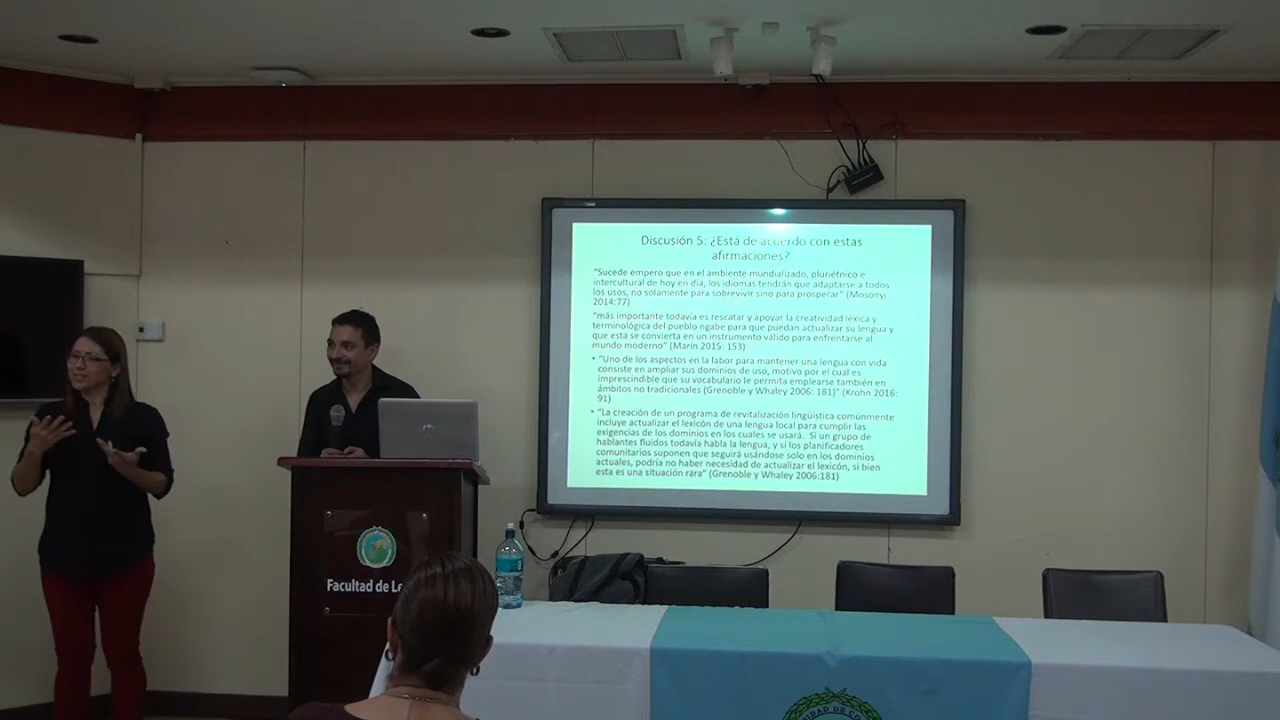 Discusión 5: ¿Está de acuerdo con estas
afirmaciones?
"Sucede empero que en el ambiente mundializado, pluriétnico e
intercultural de hoy en día, los idiomas tendrán que adaptarse a todos
los usos, no solamente para sobrevivir sino para prosperar" (Mosonyi
2014:77)
"más importante todavía es rescatar y apoyar la creatividad léxica y
terminológica del pueblo ngabe para que puedan actualizar su lengua y
que esta se convierta en un instrumento válido para enfrentarse al
mundo moderno" (Marín 2015: 153)
• "Uno de los aspectos en la labor para mantener una lengua con vida
consiste en ampliar sus dominios de uso, motivo por el cual es
imprescindible que su vocabulario le permita emplearse también en
ámbitos no tradicionales (Grenoble y Whaley 2006: 181)" (Krohn 2016:
91)
• "La creación de un programa de revitalización lingüística comúnmente
incluye actualizar el lexicón de una lengua local para cumplir las
exigencias de los dominios en los cuales se usará. Si un grupo de
hablantes fluidos todavía habla la lengua, y si los planificadores
comunitarios suponen que seguirá usándose solo en los dominios
actuales, podría no haber necesidad de actualizar el lexicón, si bien
esta es una situación rara" (Grenoble y Whaley 2006:181)
hp
Facultad de Le
IDAD DE CO